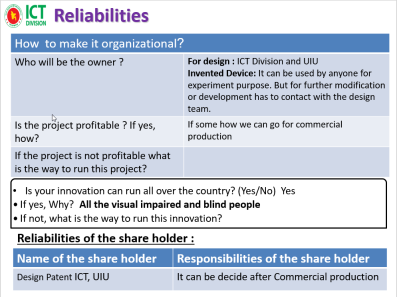 ICT
DIVISION
Reliabilities
How to make it organizational?
Who will be the owner ?
For design : ICT Division and UIU
Invented Device: It can be used by anyone for
experiment purpose. But for further modification
or development has to contact with the design
team.
Is the project profitable ? If yes,
how?
If some how we can go for commercial
production
If the project is not profitable what
is the way to run this project?
• Is your innovation can run all over the country? (Yes/No) Yes
• If yes, Why? All the visual impaired and blind people
• If not, what is the way to run this innovation?
Reliabilities of the share holder :
Name of the share holder
Responsibilities of the share holder
Design Patent ICT, UIU
It can be decide after Commercial production